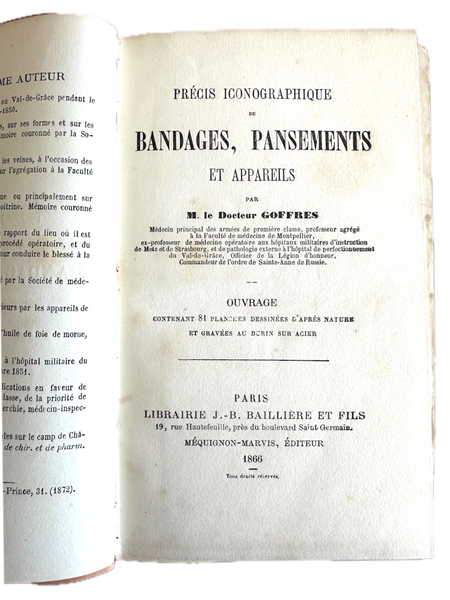 ME AUTEUR
au Val-de-Grâce pendant le
-1850.
s, sur ses formes et sur les
émoire couronné par la So-
les veines, à l'occasion des
ur l'agrégation à la Faculté
ne ou principalement sur
oitrine. Mémoire couronné
rapport du lieu où il est
procédé opératoire, et du
our conduire le blessé à la
é par la Société de méde-
ieurs par les appareils de
l'huile de foie de morue,
à l'hôpital militaire du
bre 1851.
dications en faveur de
classe, de la priorité de
erchie, médecin-inspec-
les sur le camp de Châ-
de chir. et de pharm.
-Prince, 31. (1872).
PRÉCIS ICONOGRAPHIQUE
DE
BANDAGES, PANSEMENTS
ET APPAREILS
PAR
M. le Docteur GOFFRES
Médecin principal des armées de première classe, professeur agrégé
à la Faculté de médecine de Montpellier,
ex-professeur de médecine opératoire aux hôpitaux militaires d'instruction
de Metz et de Strasbourg, et de pathologie externe à l'hôpital de perfectionnement
du Val-de-Grâce, Officier de la Légion d'honneur,
Commandeur de l'ordre de Sainte-Anne de Russie.
OUVRAGE
CONTENANT 81 PLANCHES DESSINÉES D'APRÈS NATURE
ET GRAVÉES AU BURIN SUR ACIER
PARIS
LIBRAIRIE J.-B. BAILLIÈRE ET FILS
19, rue Hautefeuille, près du boulevard Saint-Germain.
MÉQUIGNON-MARVIS, ÉDITEUR
1866
Tous droits réservés.